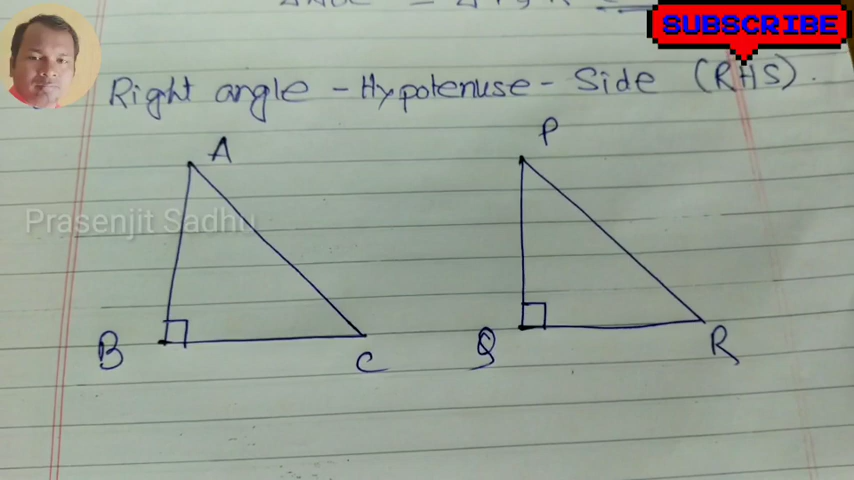 SUBSCRIBE
Right angle - Hypotenuse - Side (RHS).
A
P
Prasenjit Sadhu
B
C
Q
R